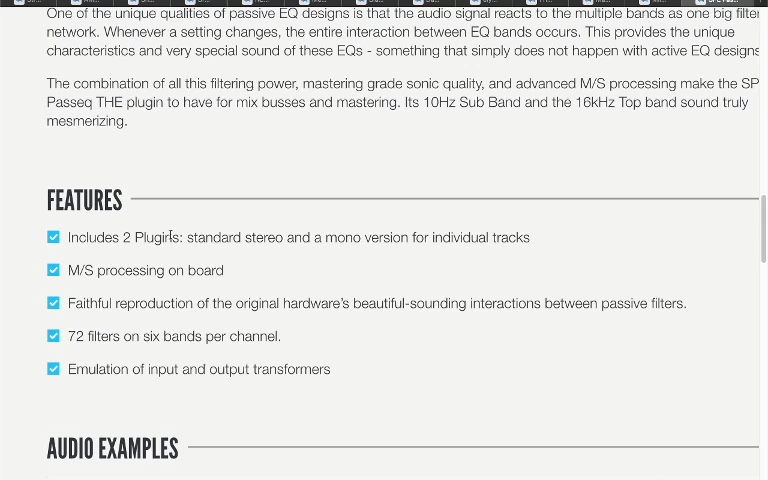 One of the unique qualities of passive EQ designs is that the audio signal reacts to the multiple bands as one big filter
network. Whenever a setting changes, the entire interaction between EQ bands occurs. This provides the unique
characteristics and very special sound of these EQs - something that simply does not happen with active EQ designs
The combination of all this filtering power, mastering grade sonic quality, and advanced M/S processing make the SP
Passeq THE plugin to have for mix busses and mastering. Its 10Hz Sub Band and the 16kHz Top band sound truly
mesmerizing.
FEATURES
Includes 2 Plugins: standard stereo and a mono version for individual tracks
M/S processing on board
Faithful reproduction of the original hardware's beautiful-sounding interactions between passive filters.
72 filters on six bands per channel.
Emulation of input and output transformers
AUDIO EXAMPLES